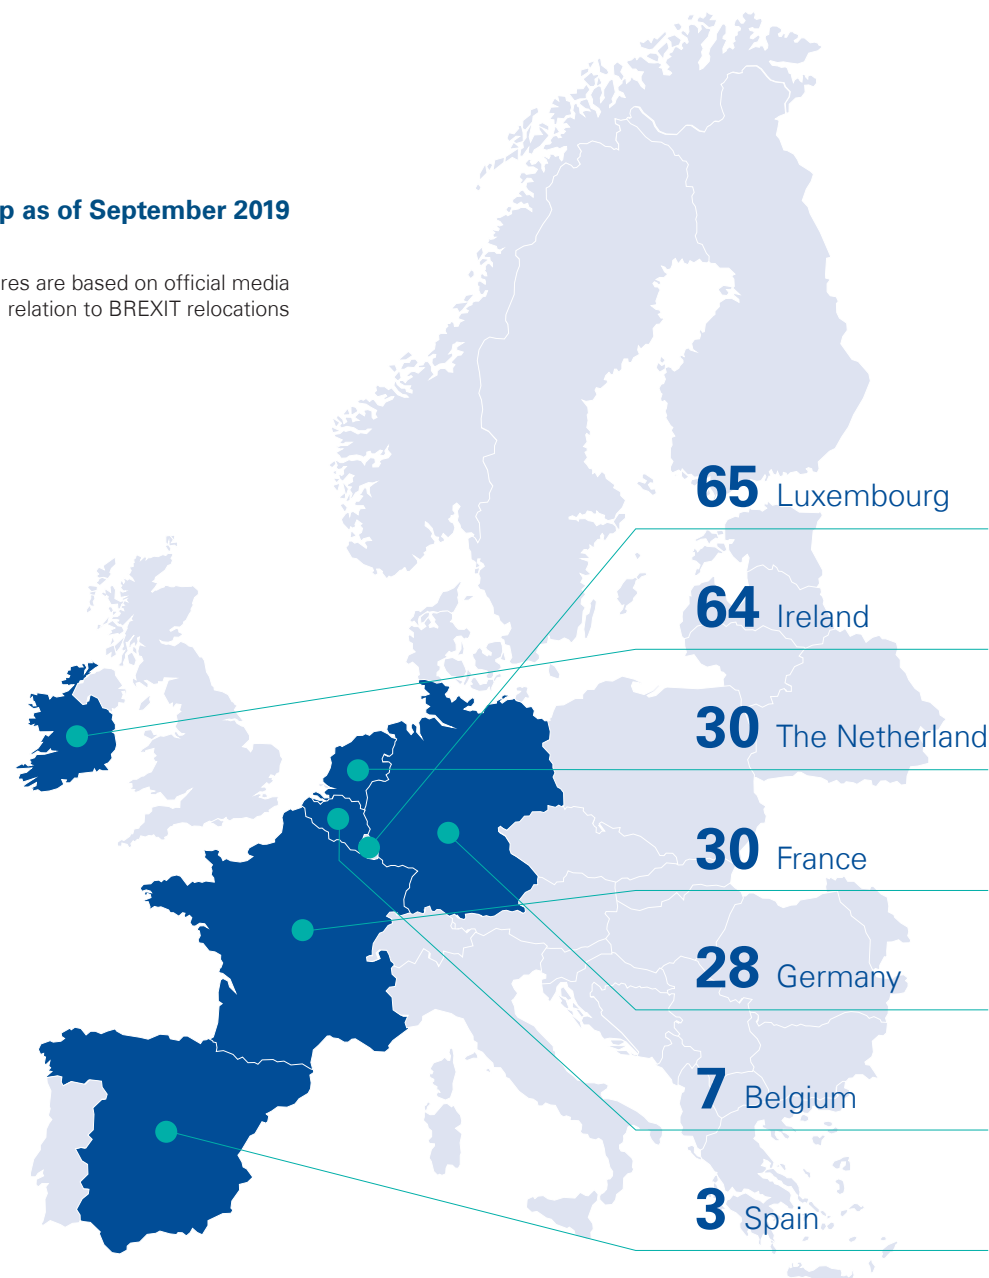 p as of September 2019
res are based on official media
relation to BREXIT relocations
65 Luxembourg
64 Ireland
30 The Netherland
30 France
28 Germany
7 Belgium
3 Spain